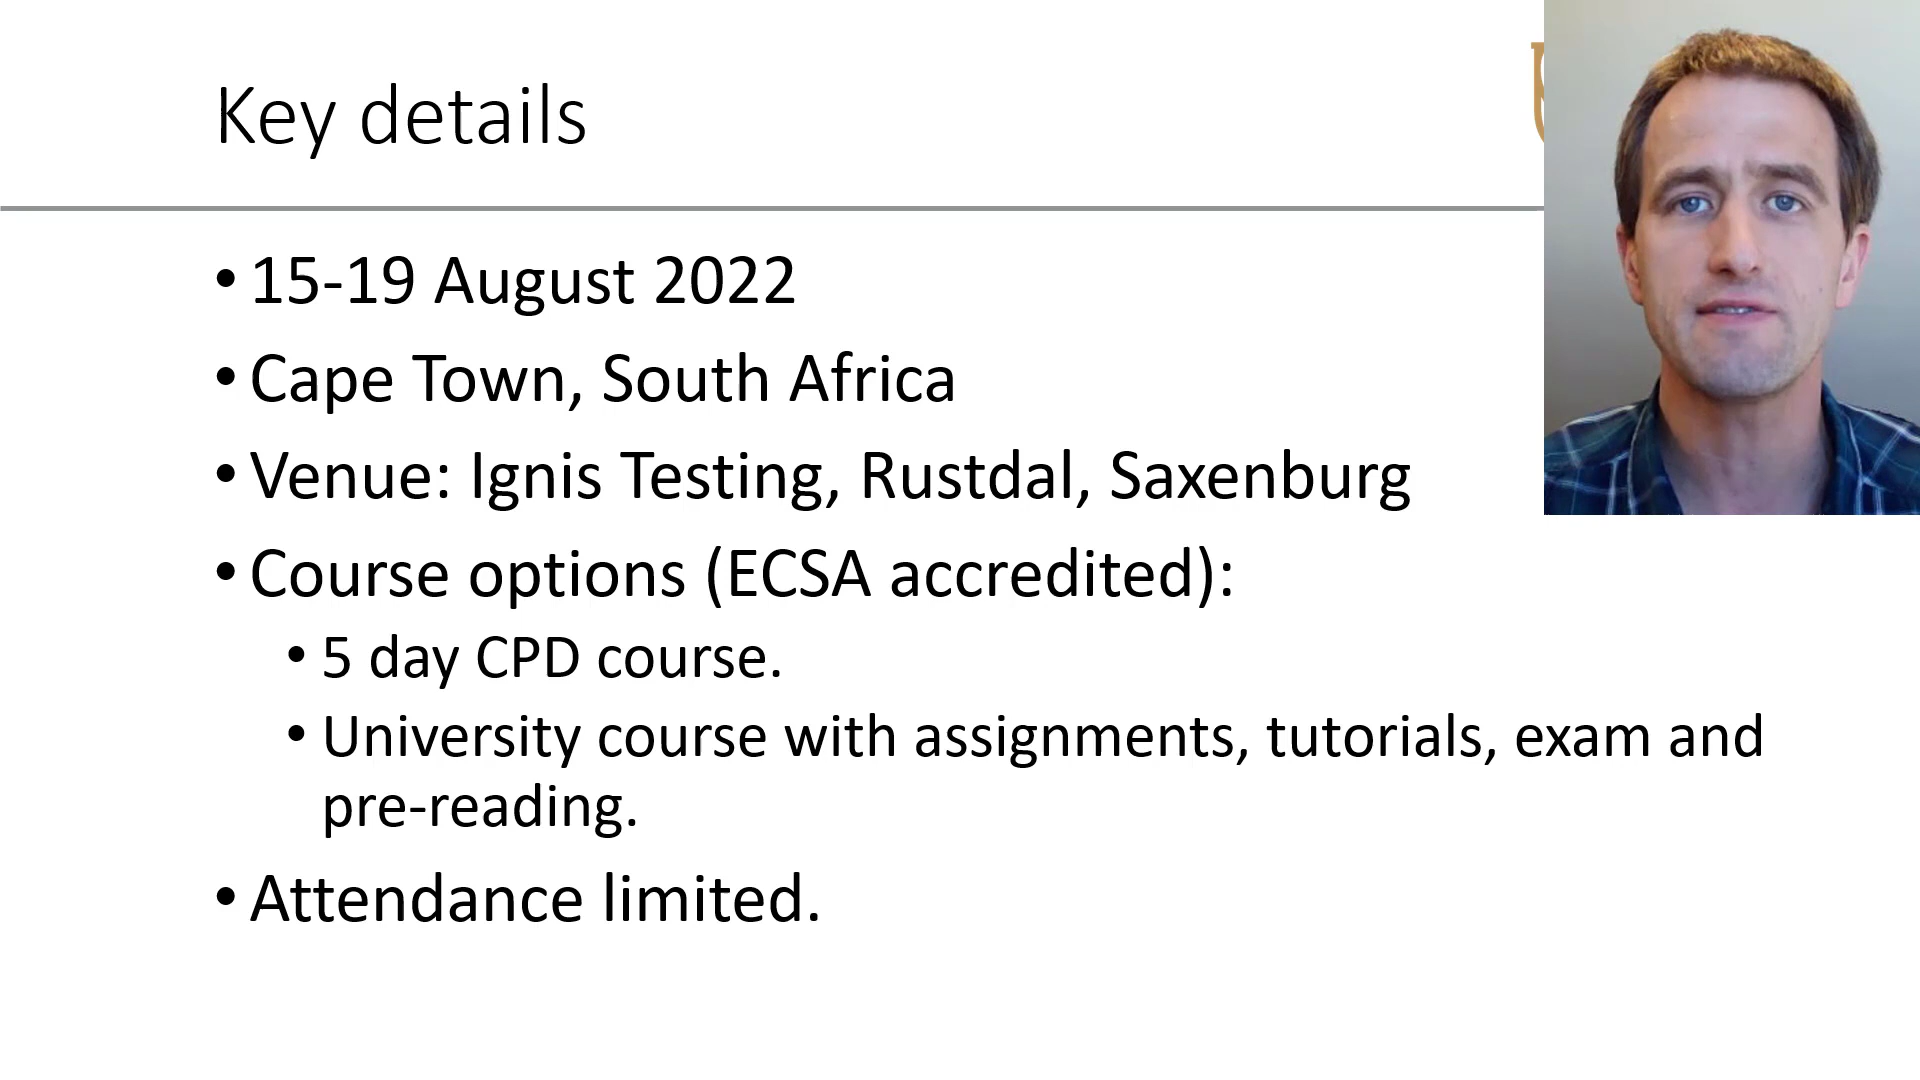 Key details
• 15-19 August 2022
• Cape Town, South Africa
• Venue: Ignis Testing, Rustdal, Saxenburg
• Course options (ECSA accredited):
• 5 day CPD course.
• University course with assignments, tutorials, exam and
pre-reading.
• Attendance limited.